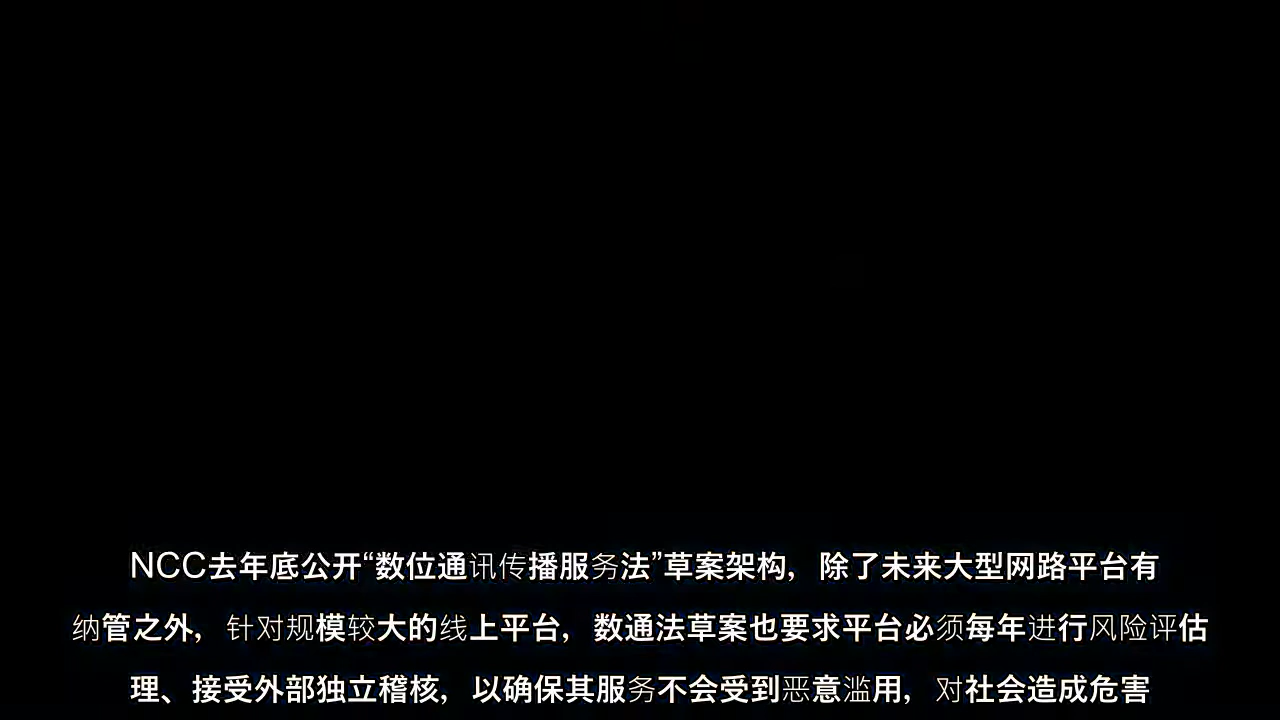 NCC去年底公开“数位通讯传播服务法”草案架构，除了未来大型网路平台有
纳管之外，针对规模较大的线上平台，数通法草案也要求平台必须每年进行风险评估
理、接受外部独立稽核，以确保其服务不会受到恶意滥用，对社会造成危害